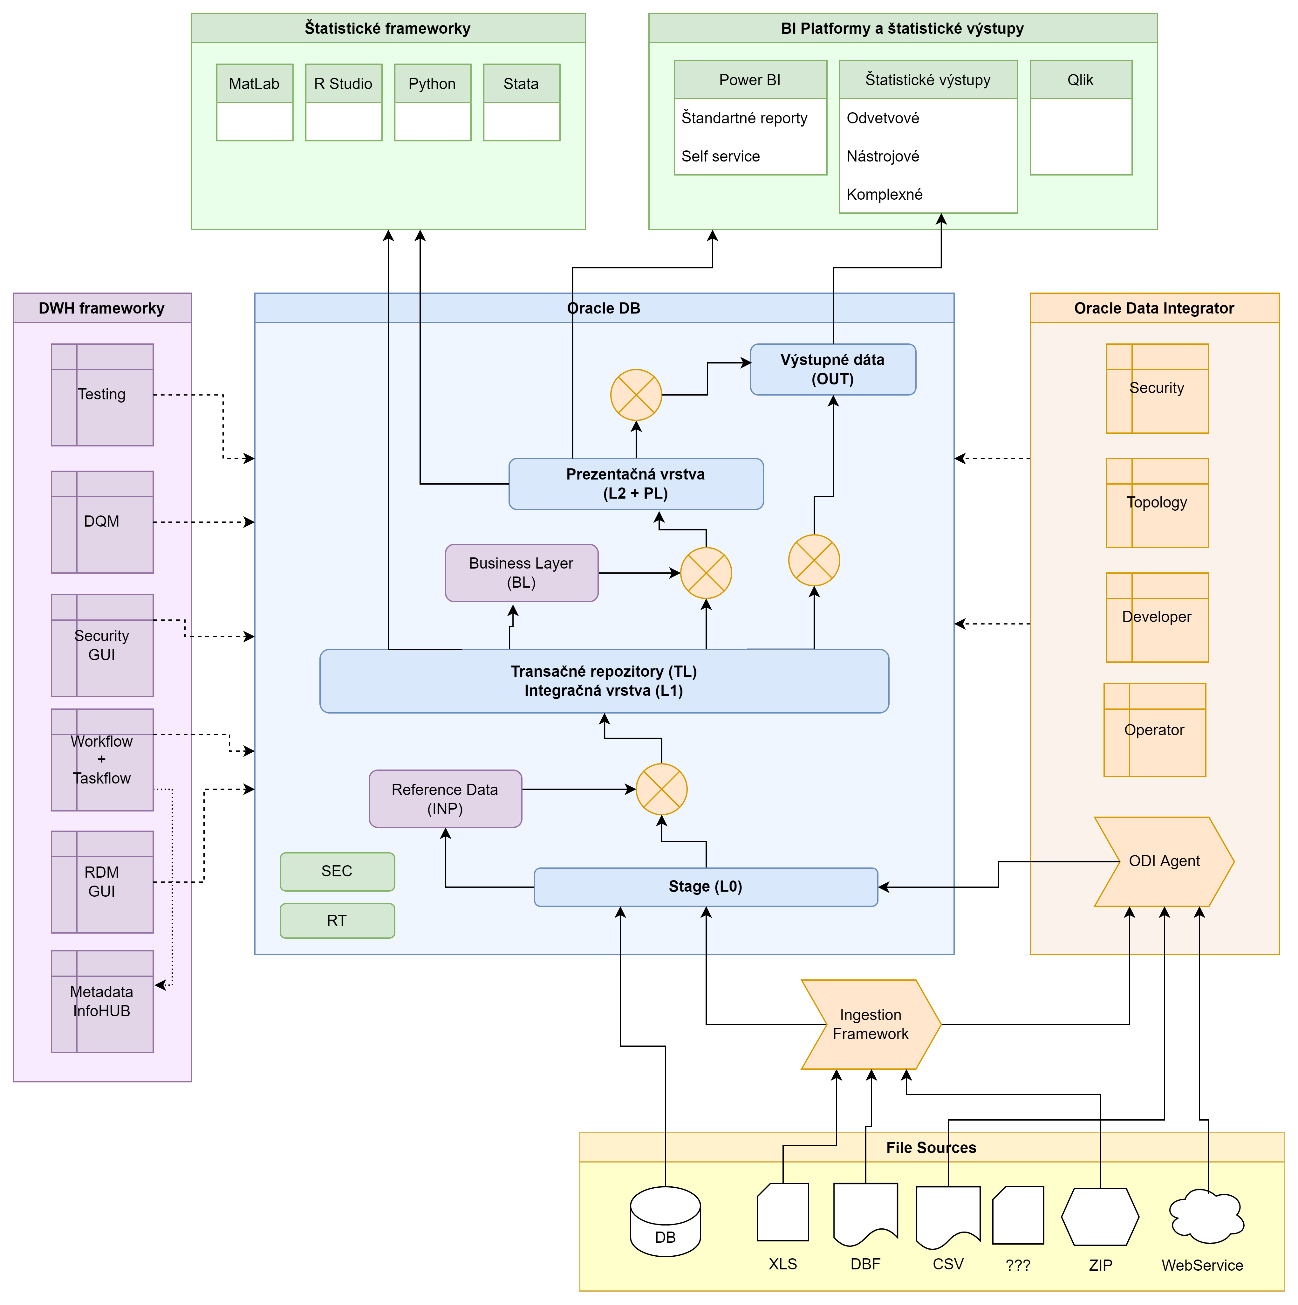 Štatistické frameworky
MatLab
R Studio
Python
Stata
BI Platformy a štatistické výstupy
Power BI
Štandartné reporty
Self service
Štatistické výstupy
Odvetvové
Nástrojové
Komplexné
Qlik
DWH frameworky
Testing
DQM
Security
GUI
Workflow
+
Taskflow
RDM
GUI
Metadata
InfoHUB
Oracle DB
Výstupné dáta
(OUT)
Prezentačná vrstva
(L2 + PL)
Business Layer
(BL)
Transačné repozitory (TL)
Integračná vrstva (L1)
Reference Data
(INP)
SEC
RT
Stage (L0)
Oracle Data Integrator
Security
Topology
Developer
Operator
ODI Agent
Ingestion
Framework
File Sources
DB
XLS
DBF
CSV
???
ZIP
WebService